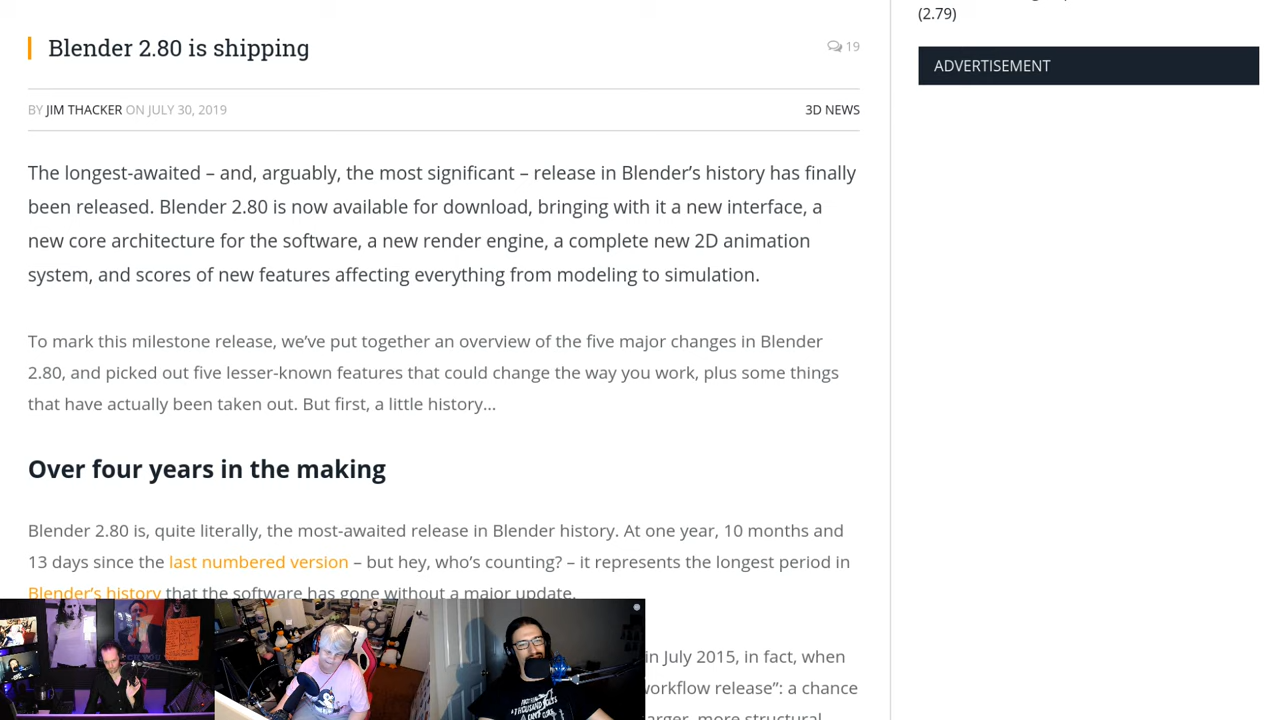 (2.79)
Blender 2.80 is shipping
19
ADVERTISEMENT
BY JIM THACKER ON JULY 30, 2019
3D NEWS
The longest-awaited – and, arguably, the most significant – release in Blender’s history has finally
been released. Blender 2.80 is now available for download, bringing with it a new interface, a
new core architecture for the software, a new render engine, a complete new 2D animation
system, and scores of new features affecting everything from modeling to simulation.
To mark this milestone release, we’ve put together an overview of the five major changes in Blender
2.80, and picked out five lesser-known features that could change the way you work, plus some things
that have actually been taken out. But first, a little history…
Over four years in the making
Blender 2.80 is, quite literally, the most-awaited release in Blender history. At one year, 10 months and
13 days since the last numbered version – but hey, who’s counting? – it represents the longest period in
Blender’s history that the software has gone without a major update.
in July 2015, in fact, when
workflow release”: a chance
larger, more structural